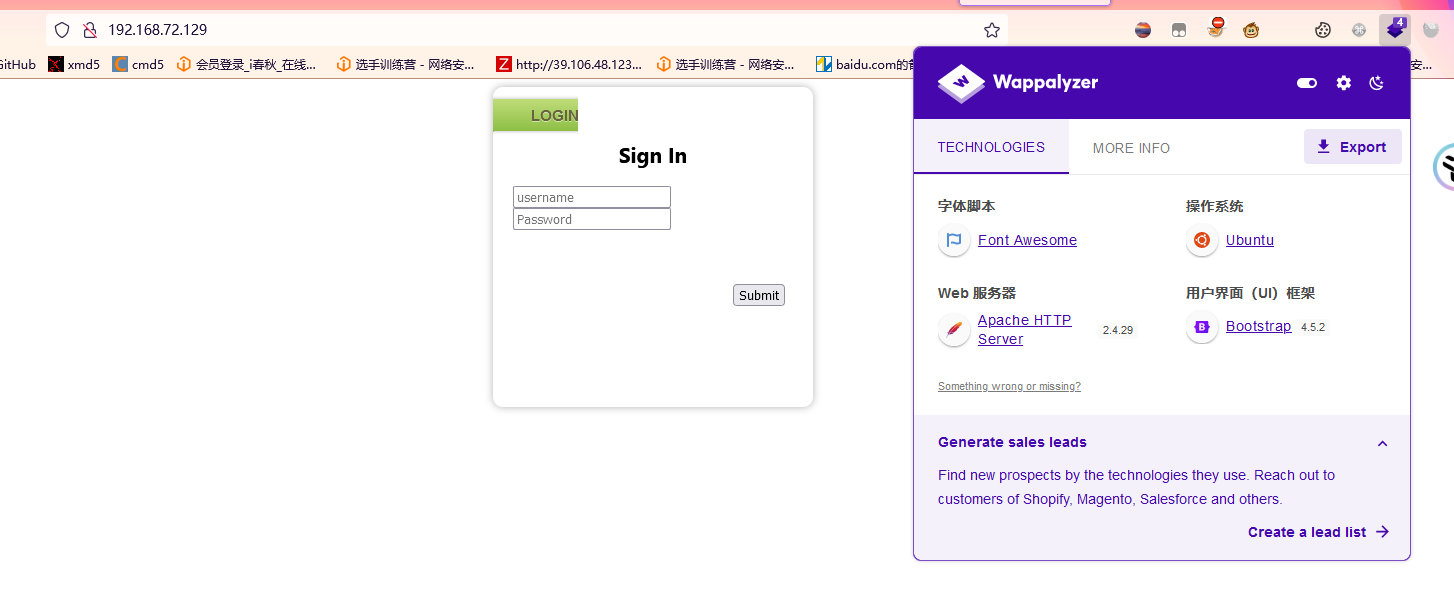 192.168.72.129
4
GitHub
xmd5
cmd5
会员登录_i春秋_在线...
选手训练营 - 网络安...
http://39.106.48.123...
选手训练营 - 网络安...
baidu.com的
安...
LOGIN
Sign In
username
Password
Submit
Wappalyzer
TECHNOLOGIES
MORE INFO
Export
字体脚本
操作系统
Font Awesome
Ubuntu
Web 服务器
用户界面（UI）框架
Apache HTTP
Server
2.4.29
Bootstrap 4.5.2
Something wrong or missing?
Generate sales leads
Find new prospects by the technologies they use. Reach out to
customers of Shopify, Magento, Salesforce and others.
Create a lead list